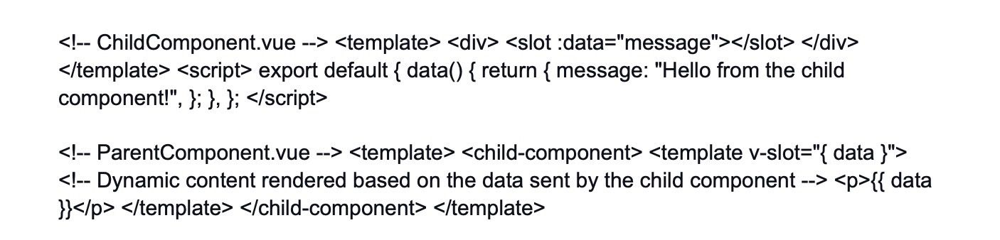 <!-- ChildComponent.vue --> <template> <div> <slot :data="message"></slot> </div>
</template> <script> export default { data() { return { message: "Hello from the child
component!", }; }, }; </script>
<!-- ParentComponent.vue --> <template> <child-component> <template v-slot="{ data }">
<!-- Dynamic content rendered based on the data sent by the child component --> <p>{{ data
}}</p> </template> </child-component> </template>